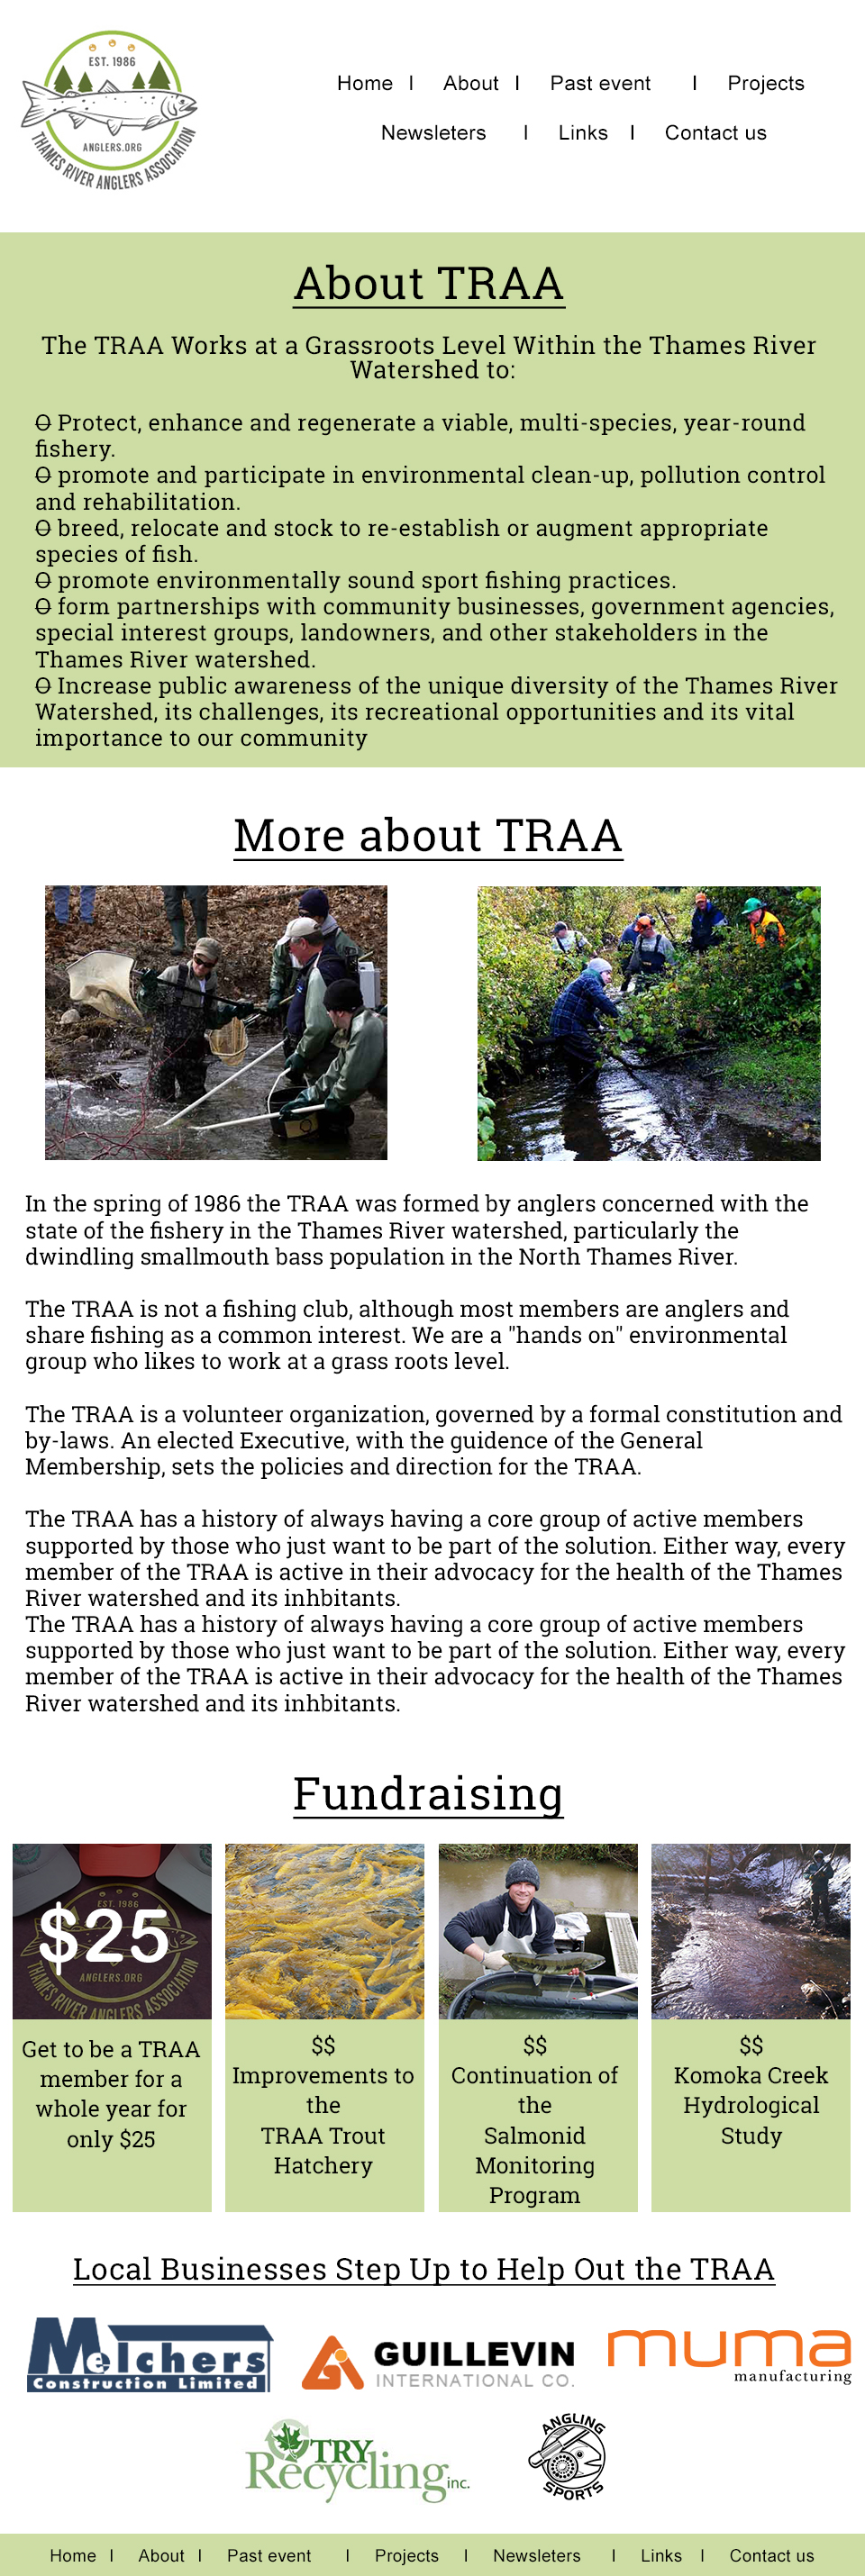 EST. 1986
ANGLERS.ORG
THAMES RIVER ANGLERS ASSOCIATION
Home I About I Past event I Projects
Newsleters I Links I Contact us
About TRAA
The TRAA Works at a Grassroots Level Within the Thames River
Watershed to:
O Protect, enhance and regenerate a viable, multi-species, year-round
fishery.
O promote and participate in environmental clean-up, pollution control
and rehabilitation.
O breed, relocate and stock to re-establish or augment appropriate
species of fish.
O promote environmentally sound sport fishing practices.
O form partnerships with community businesses, government agencies,
special interest groups, landowners, and other stakeholders in the
Thames River watershed.
O Increase public awareness of the unique diversity of the Thames River
Watershed, its challenges, its recreational opportunities and its vital
importance to our community
More about TRAA
In the spring of 1986 the TRAA was formed by anglers concerned with the
state of the fishery in the Thames River watershed, particularly the
dwindling smallmouth bass population in the North Thames River.
The TRAA is not a fishing club, although most members are anglers and
share fishing as a common interest. We are a "hands on" environmental
group who likes to work at a grass roots level.
The TRAA is a volunteer organization, governed by a formal constitution and
by-laws. An elected Executive, with the guidence of the General
Membership, sets the policies and direction for the TRAA.
The TRAA has a history of always having a core group of active members
supported by those who just want to be part of the solution. Either way, every
member of the TRAA is active in their advocacy for the health of the Thames
River watershed and its inhbitants.
The TRAA has a history of always having a core group of active members
supported by those who just want to be part of the solution. Either way, every
member of the TRAA is active in their advocacy for the health of the Thames
River watershed and its inhbitants.
Fundraising
EST. 1986
$25
ANGLERS.ORG
THAMES RIVER ANGLERS ASSOCIATION
Get to be a TRAA
member for a
whole year for
only $25
$$
Improvements to
the
TRAA Trout
Hatchery
$$
Continuation of
the
Salmonid
Monitoring
Program
$$
Komoka Creek
Hydrological
Study
Local Businesses Step Up to Help Out the TRAA
Melchers
Construction Limited
GUILLEVIN
INTERNATIONAL CO.
muma
manufacturing
TRY
Recycling inc.
ANGLING
SPORTS
Home I About I Past event I Projects I Newsleters I Links I Contact us